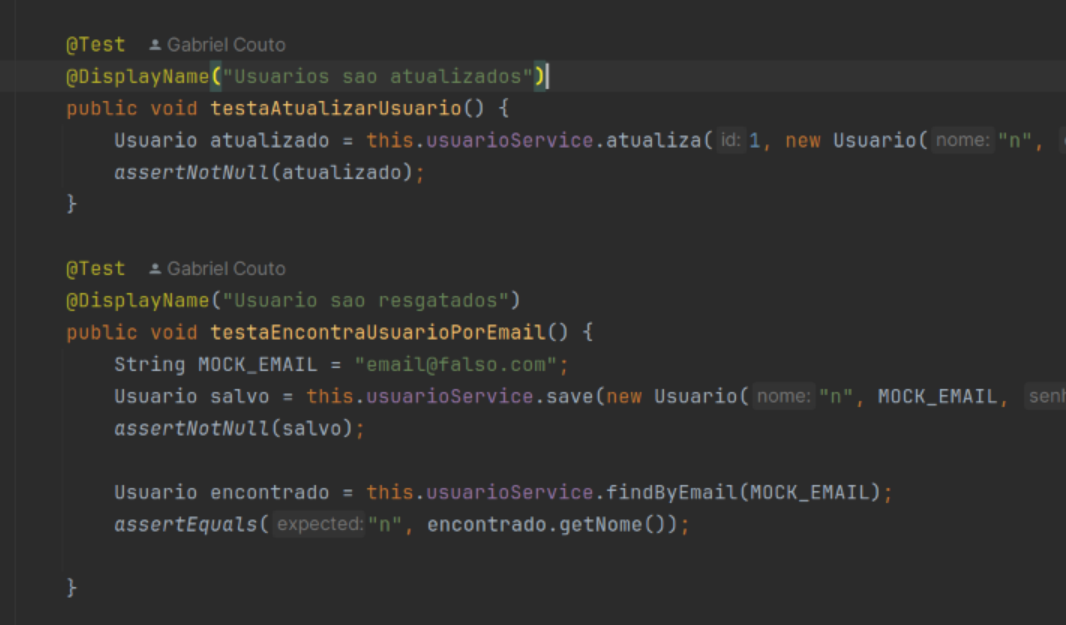 @Test Gabriel Couto
@DisplayName("Usuarios sao atualizados")
public void testaAtualizarUsuario() {
Usuario atualizado = this.usuarioService.atualiza( id: 1, new Usuario( nome: "n",
assertNotNull(atualizado);
}
@Test Gabriel Couto
@DisplayName("Usuario sao resgatados")
public void testaEncontraUsuarioPorEmail() {
String MOCK_EMAIL = "email@falso.com";
Usuario salvo = this.usuarioService.save(new Usuario( nome: "n", MOCK_EMAIL, senh
assertNotNull(salvo);
Usuario encontrado = this.usuarioService.findByEmail(MOCK_EMAIL);
assertEquals( expected: "n", encontrado.getNome());
}